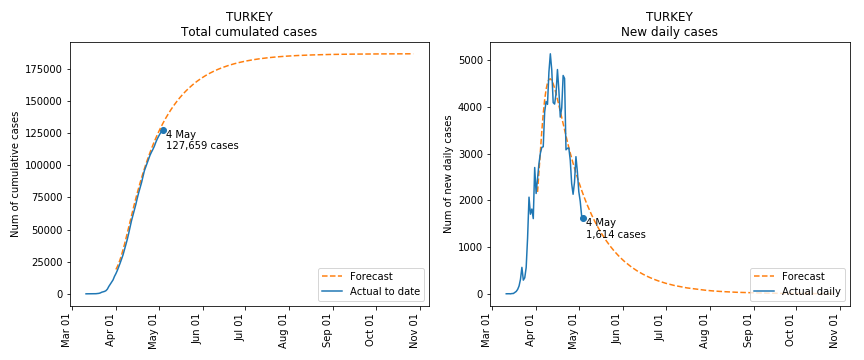 TURKEY
Total cumulated cases
Num of cumulative cases
175000
150000
125000
100000
75000
50000
25000
0
4 May
127,659 cases
Forecast
Actual to date
Mar 01
Apr 01
May 01
Jun 01
Jul 01
Aug 01
Sep 01
Oct 01
Nov 01
TURKEY
New daily cases
Num of new daily cases
5000
4000
3000
2000
1000
0
4 May
1,614 cases
Forecast
Actual daily
Mar 01
Apr 01
May 01
Jun 01
Jul 01
Aug 01
Sep 01
Oct 01
Nov 01